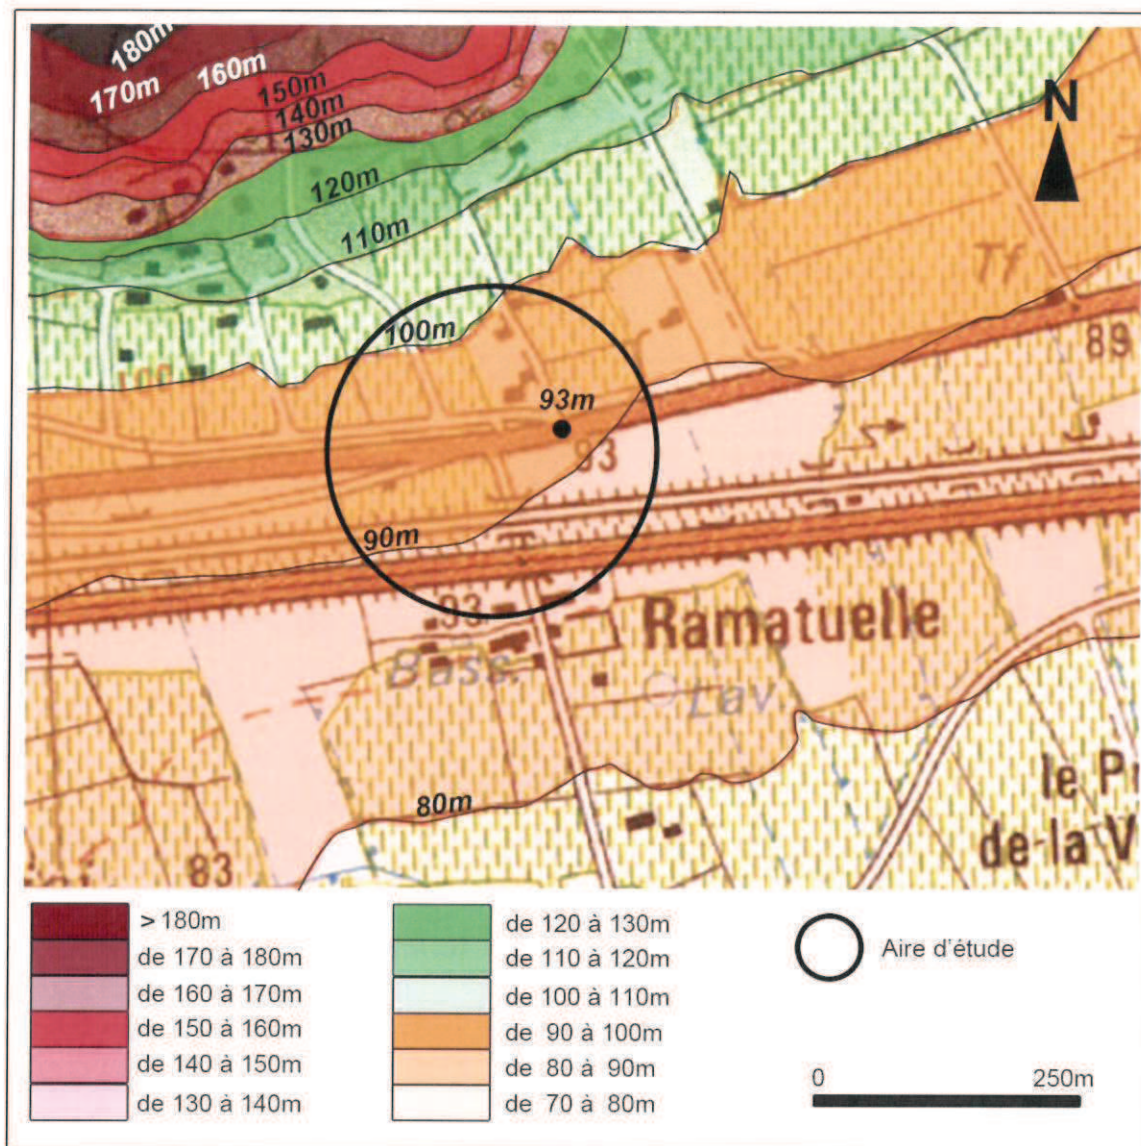 180m
170m
160m
150m
140m
130m
120m
110m
100m
N
Tf
89
93m
93
90m
93
Ramatuelle
Bass.
Lav.
80m
83
le P
de-la V
> 180m
de 170 à 180m
de 160 à 170m
de 150 à 160m
de 140 à 150m
de 130 à 140m
de 120 à 130m
de 110 à 120m
de 100 à 110m
de 90 à 100m
de 80 à 90m
de 70 à 80m
Aire d'étude
0 250m